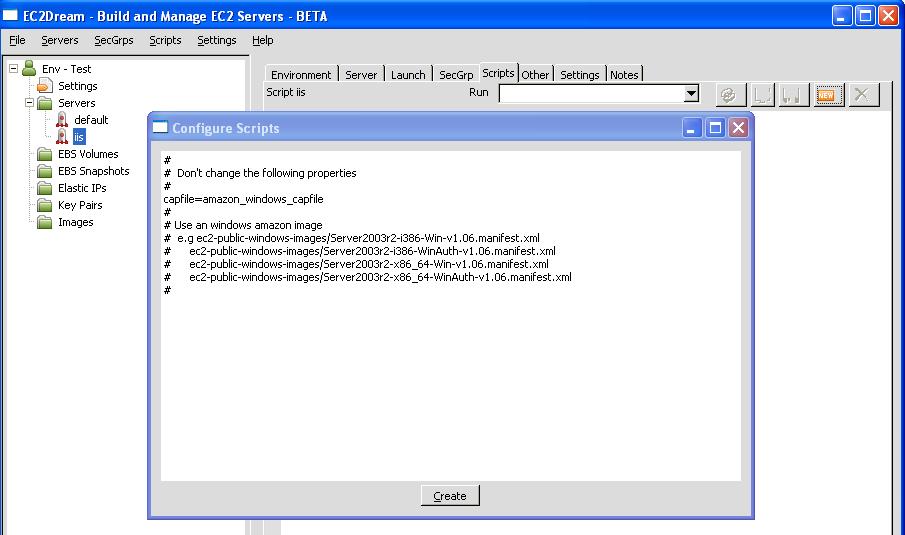 EC2Dream - Build and Manage EC2 Servers - BETA
File Servers SecGrps Scripts Settings Help
Env - Test
Settings
Servers
default
iis
EBS Volumes
EBS Snapshots
Elastic IPs
Key Pairs
Images
Environment Server Launch SecGrp Scripts Other Settings Notes
Script iis Run NEW
Configure Scripts
#
# Don't change the following properties
#
capfile=amazon_windows_capfile
#
# Use an windows amazon image
# e.g ec2-public-windows-images/Server2003r2-i386-Win-v1.06.manifest.xml
# ec2-public-windows-images/Server2003r2-i386-WinAuth-v1.06.manifest.xml
# ec2-public-windows-images/Server2003r2-x86_64-Win-v1.06.manifest.xml
# ec2-public-windows-images/Server2003r2-x86_64-WinAuth-v1.06.manifest.xml
#
Create